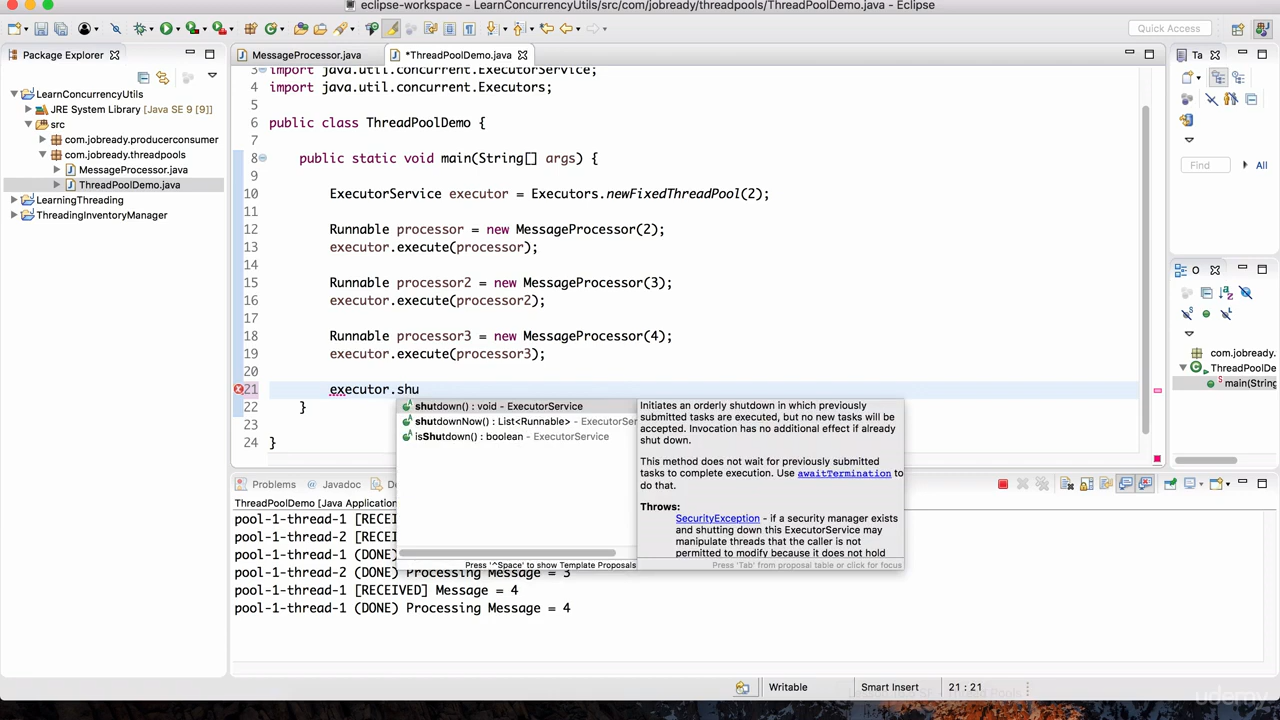 eclipse-workspace - LearnConcurrencyUtils/src/com/jobready/threadpools/ThreadPoolDemo.java - Eclipse
Quick Access
Package Explorer
MessageProcessor.java
*ThreadPoolDemo.java
Ta
LearnConcurrencyUtils
JRE System Library [Java SE 9 [9]]
src
com.jobready.producerconsumer
com.jobready.threadpools
MessageProcessor.java
ThreadPoolDemo.java
LearningThreading
ThreadingInventoryManager
3 import java.util.concurrent.ExecutorService;
4 import java.util.concurrent.Executors;
5
6 public class ThreadPoolDemo {
7
8 public static void main(String[] args) {
9
10 ExecutorService executor = Executors.newFixedThreadPool(2);
11
12 Runnable processor = new MessageProcessor(2);
13 executor.execute(processor);
14
15 Runnable processor2 = new MessageProcessor(3);
16 executor.execute(processor2);
17
18 Runnable processor3 = new MessageProcessor(4);
19 executor.execute(processor3);
20
21 executor.shu
22 }
24 }
shutdown() : void - ExecutorService
shutdownNow() : List<Runnable> - ExecutorSer
isShutdown() : boolean - ExecutorService
Press '^Space' to show Template Proposals
Initiates an orderly shutdown in which previously
submitted tasks are executed, but no new tasks will be
accepted. Invocation has no additional effect if already
shut down.
This method does not wait for previously submitted
tasks to complete execution. Use awaitTermination to
do that.
Throws:
SecurityException - if a security manager exists
and shutting down this ExecutorService may
manipulate threads that the caller is not
permitted to modify because it does not hold
Press 'Tab' from proposal table or click for focus
Find
All
O
com.jobready.
ThreadPoolDe
main(String
Problems
Javadoc
De
ThreadPoolDemo [Java Application
pool-1-thread-1 [RECEI
pool-1-thread-2 [RECEI
pool-1-thread-1 (DONE)
pool-1-thread-2 (DONE) Processing Message = 3
pool-1-thread-1 [RECEIVED] Message = 4
pool-1-thread-1 (DONE) Processing Message = 4
Writable
Smart Insert
21 : 21
udemy